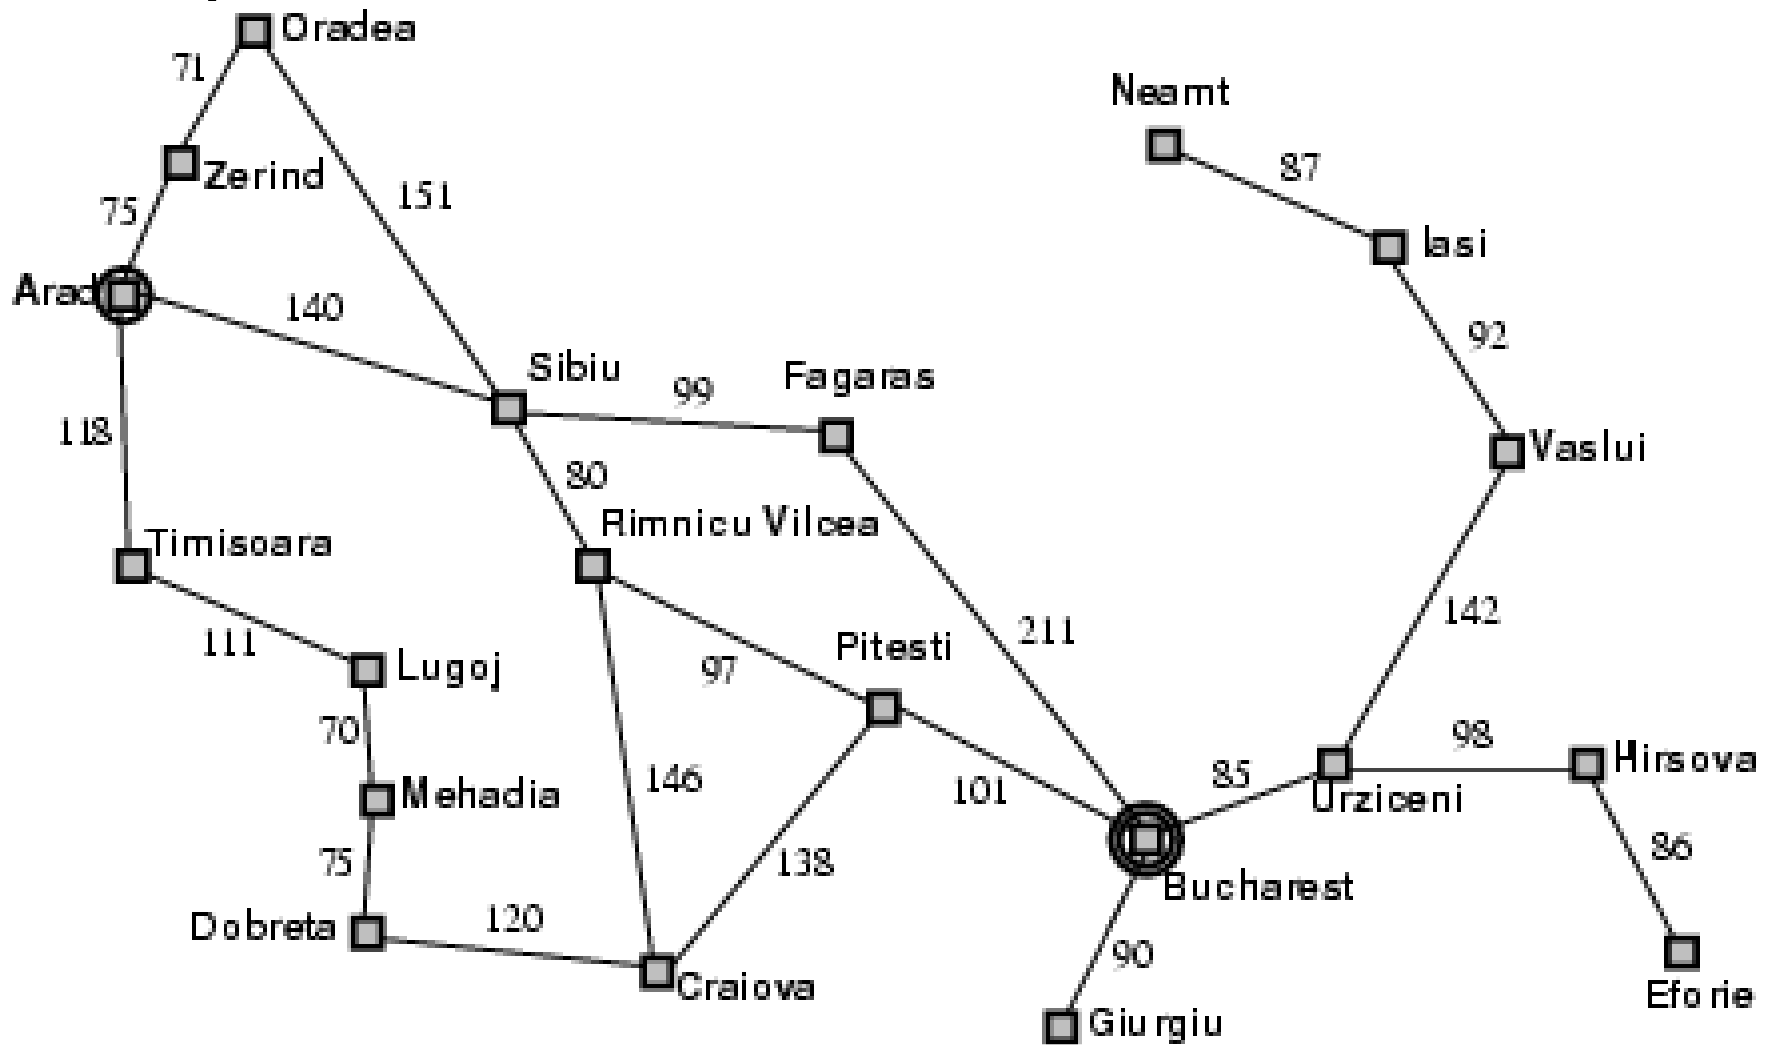 Oradea
71
Neamt
87
Zerind
151
75
Iasi
Arad
140
92
Sibiu
99
Fagaras
118
80
Vaslui
Rimnicu Vilcea
Timisoara
142
111
211
Pitesti
97
Lugoj
70
98
Hirsova
146
101
85
Mehadia
Urziceni
138
86
75
Bucharest
120
Dobreta
90
Craiova
Eforie
Giurgiu